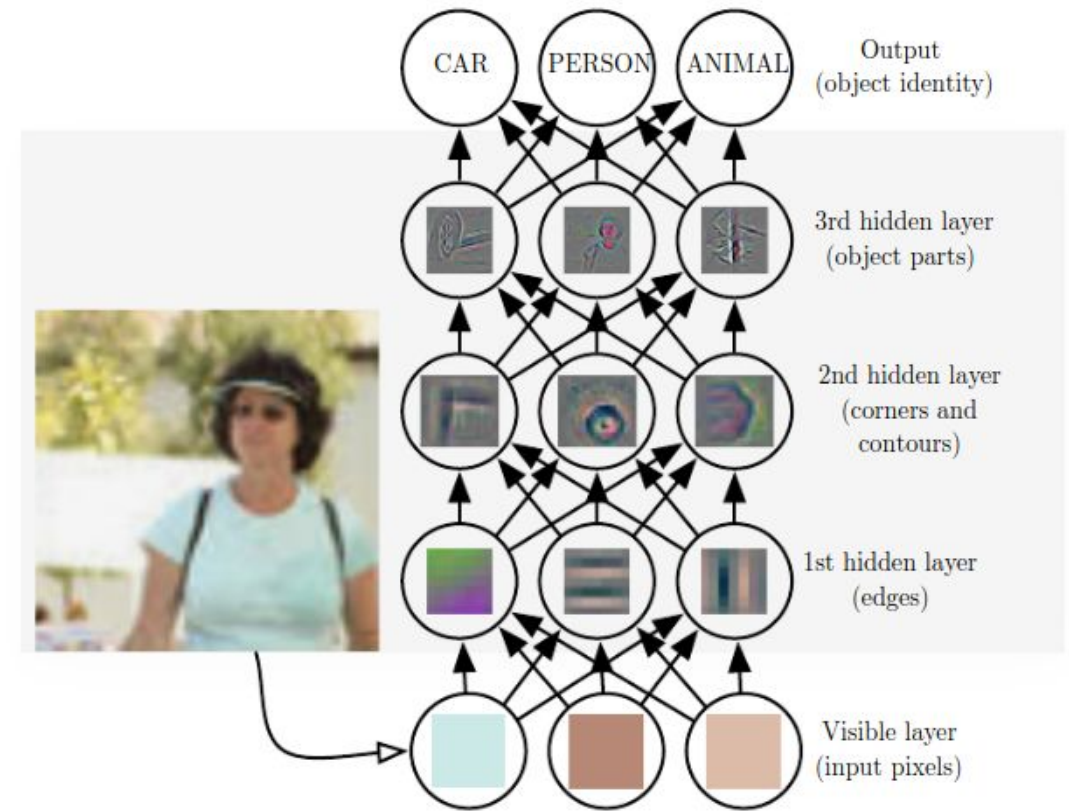 CAR
PERSON
ANIMAL
Output
(object identity)
3rd hidden layer
(object parts)
2nd hidden layer
(corners and
contours)
1st hidden layer
(edges)
Visible layer
(input pixels)